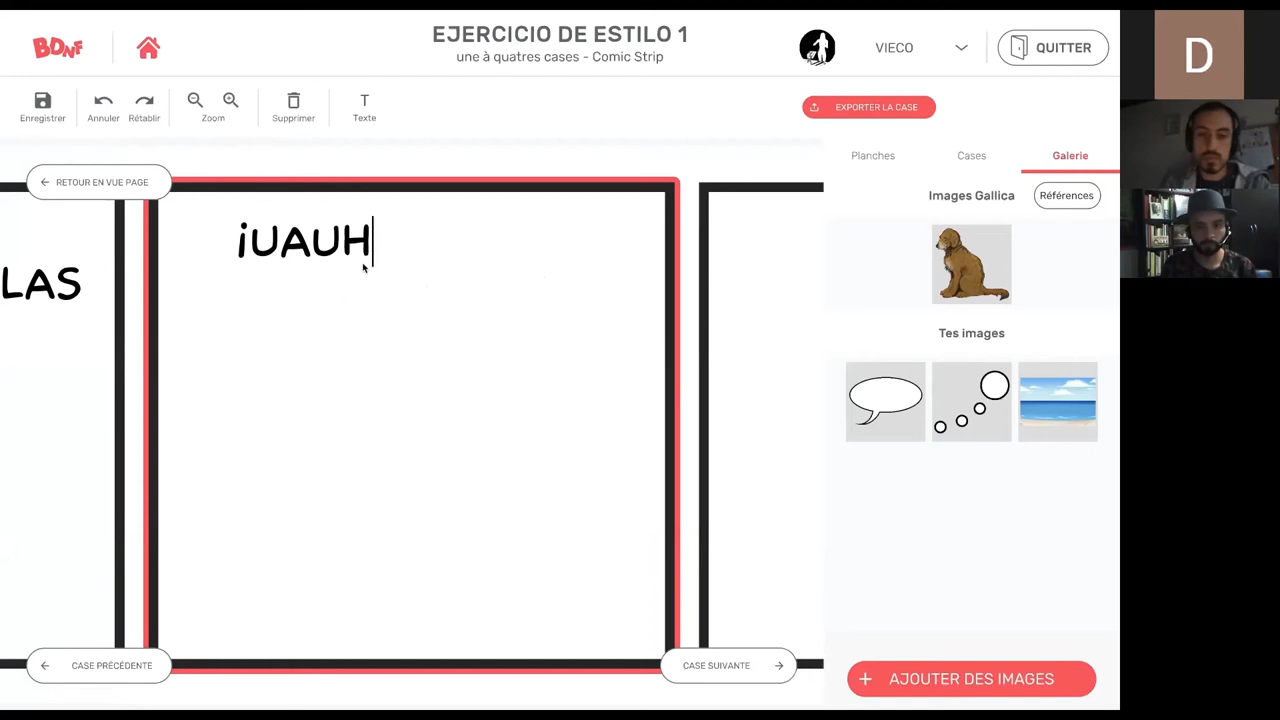 BDNF
EJERCICIO DE ESTILO 1
une à quatres cases - Comic Strip
VIECO
QUITTER
Enregistrer
Annuler
Rétablir
Zoom
Supprimer
T
Texte
EXPORTER LA CASE
Planches
Cases
Galerie
RETOUR EN VUE PAGE
Images Gallica
Références
¡UAUH
LAS
Tes images
CASE PRÉCÉDENTE
CASE SUIVANTE
+ AJOUTER DES IMAGES
D